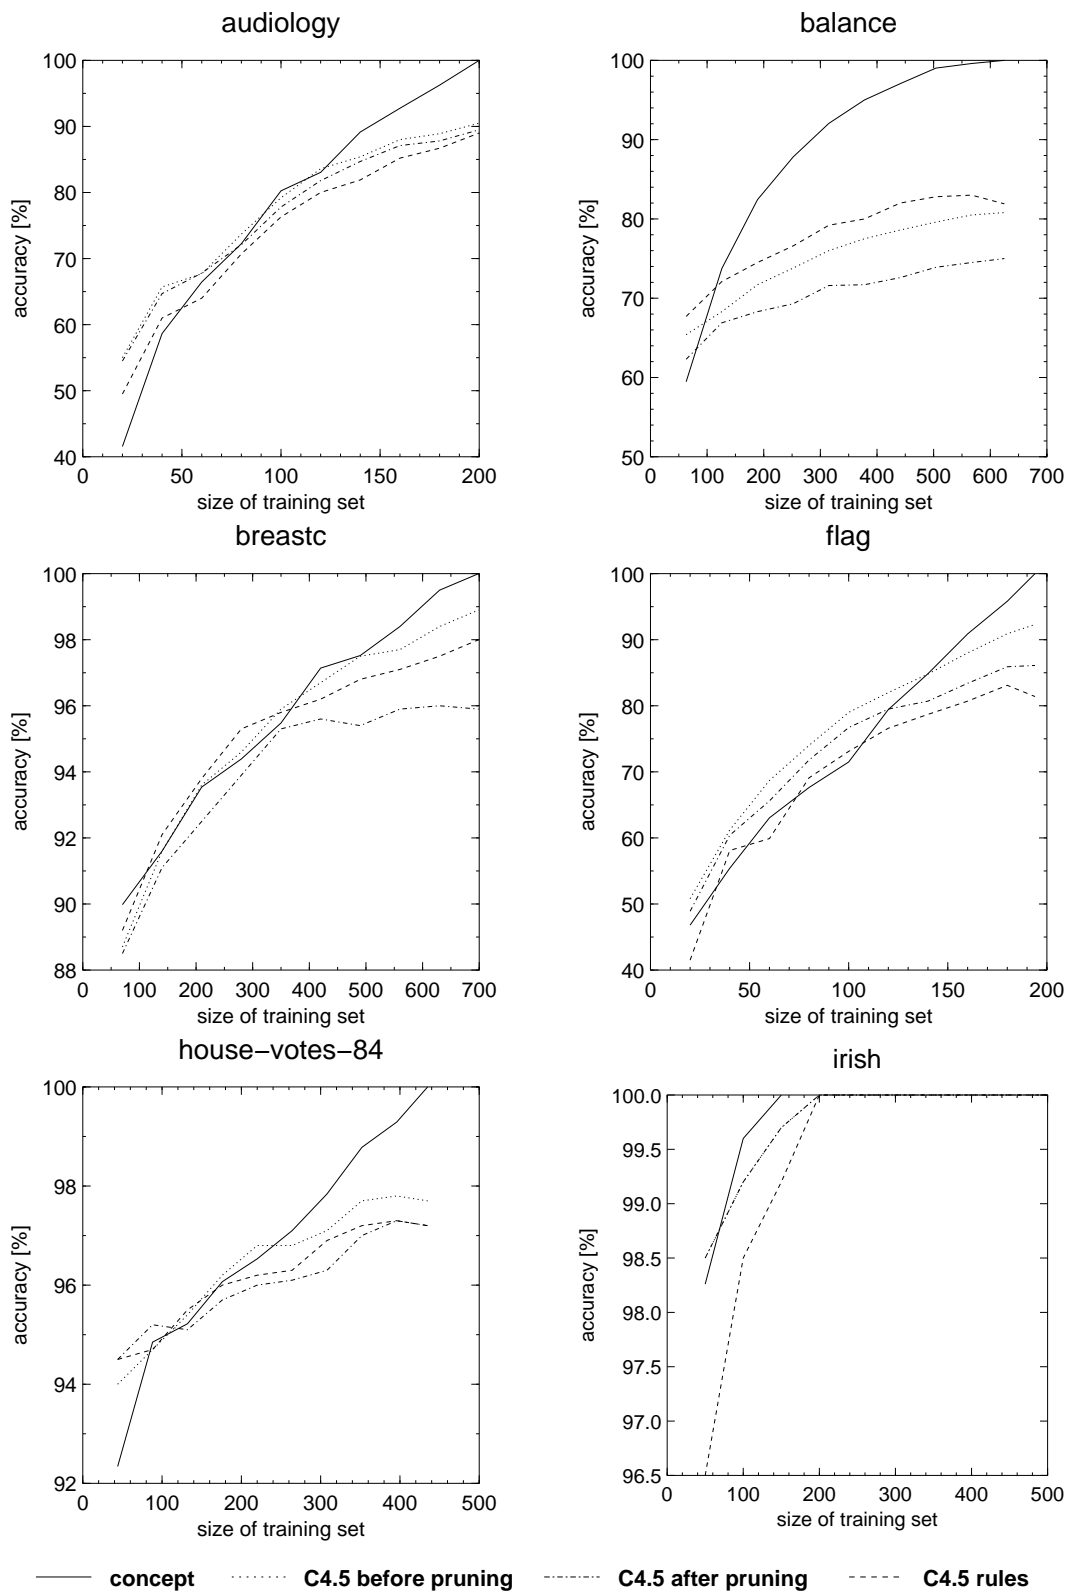 audiology
accuracy [%]
100
90
80
70
60
50
40
0 50 100 150 200
size of training set
balance
accuracy [%]
100
90
80
70
60
50
0 100 200 300 400 500 600 700
size of training set
breastc
accuracy [%]
100
98
96
94
92
90
88
0 100 200 300 400 500 600 700
size of training set
flag
accuracy [%]
100
90
80
70
60
50
40
0 50 100 150 200
size of training set
house−votes−84
accuracy [%]
100
98
96
94
92
0 100 200 300 400 500
size of training set
irish
accuracy [%]
100.0
99.5
99.0
98.5
98.0
97.5
97.0
96.5
0 100 200 300 400 500
size of training set
concept C4.5 before pruning C4.5 after pruning C4.5 rules